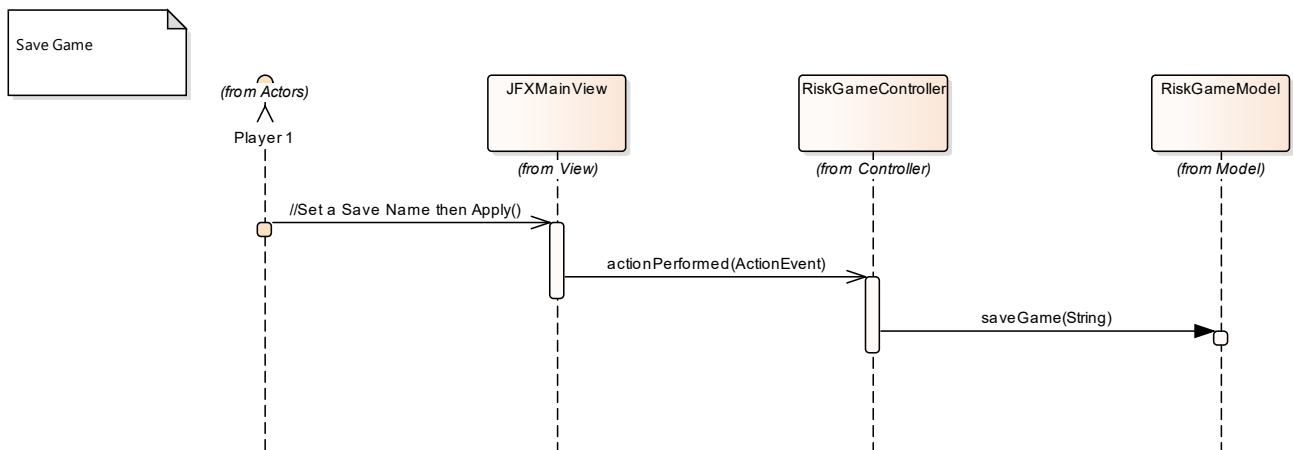 Save Game
(from Actors)
Player 1
JFXMainView
(from View)
RiskGameController
(from Controller)
RiskGameModel
(from Model)
//Set a Save Name then Apply()
actionPerformed(ActionEvent)
saveGame(String)